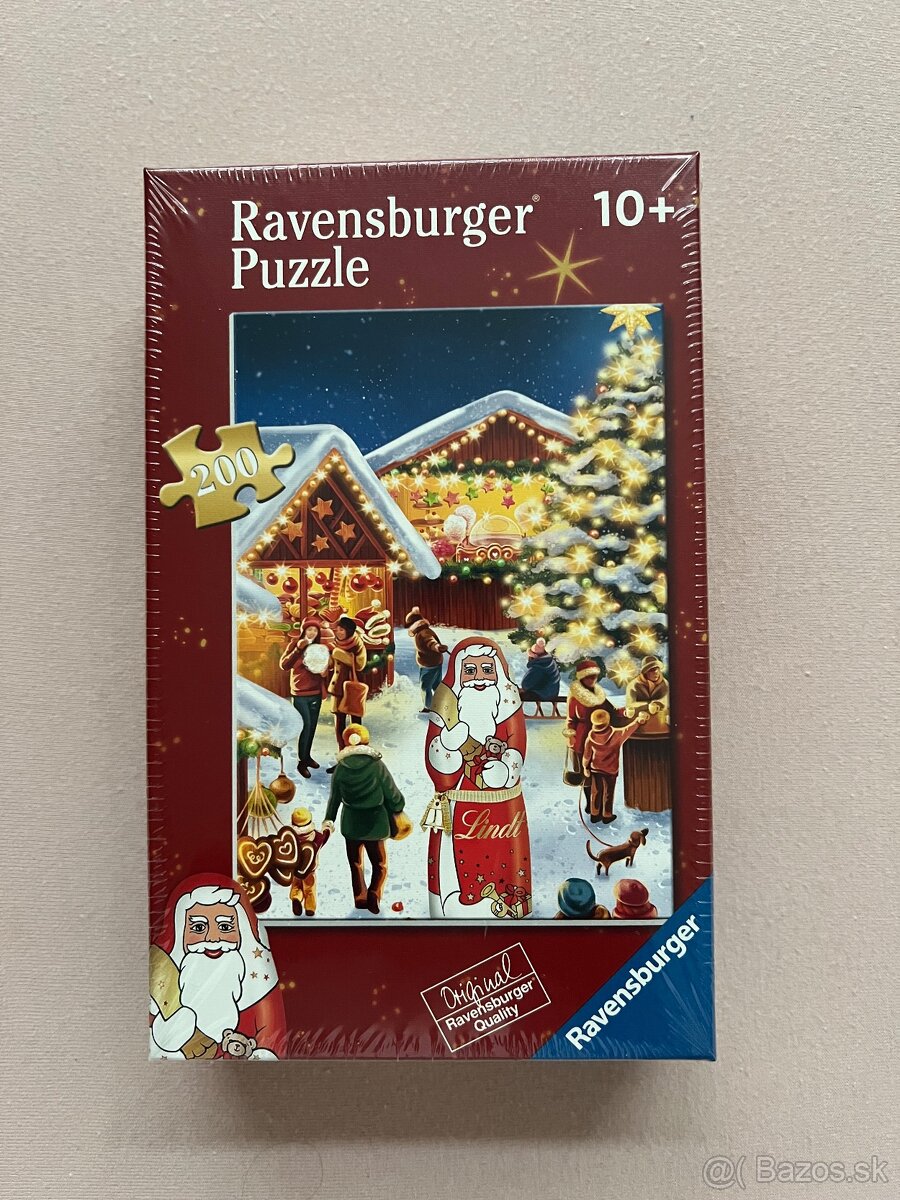 Ravensburger®
Puzzle
10+
200
Lindt
Original
Ravensburger®
Quality
Ravensburger
@( Bazos.sk